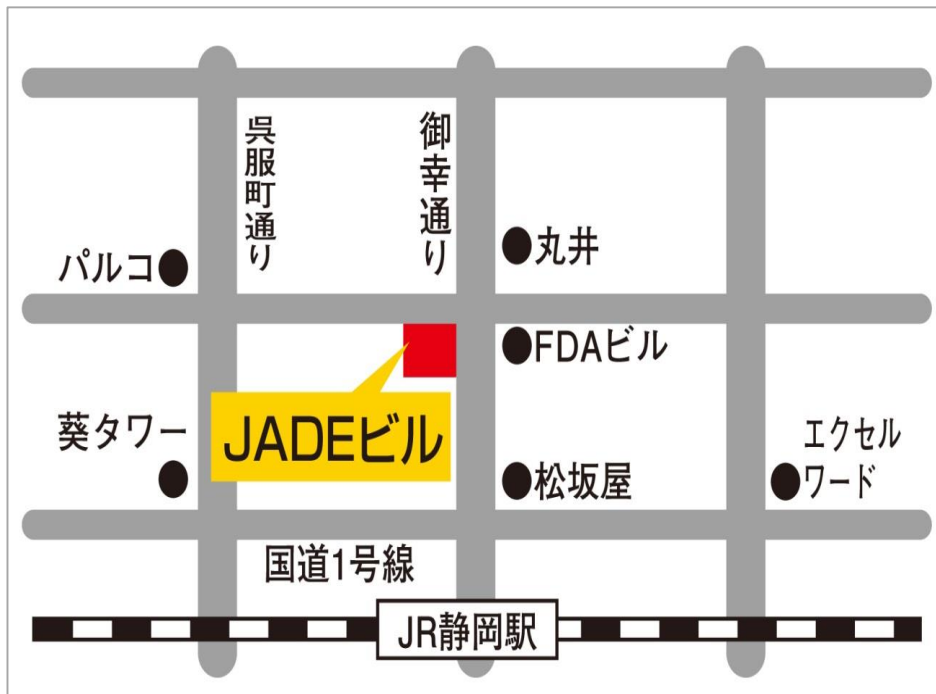 呉服町通り
御幸通り
パルコ
丸井
FDAビル
JADEビル
葵タワー
松坂屋
エクセル
ワード
国道1号線
JR静岡駅